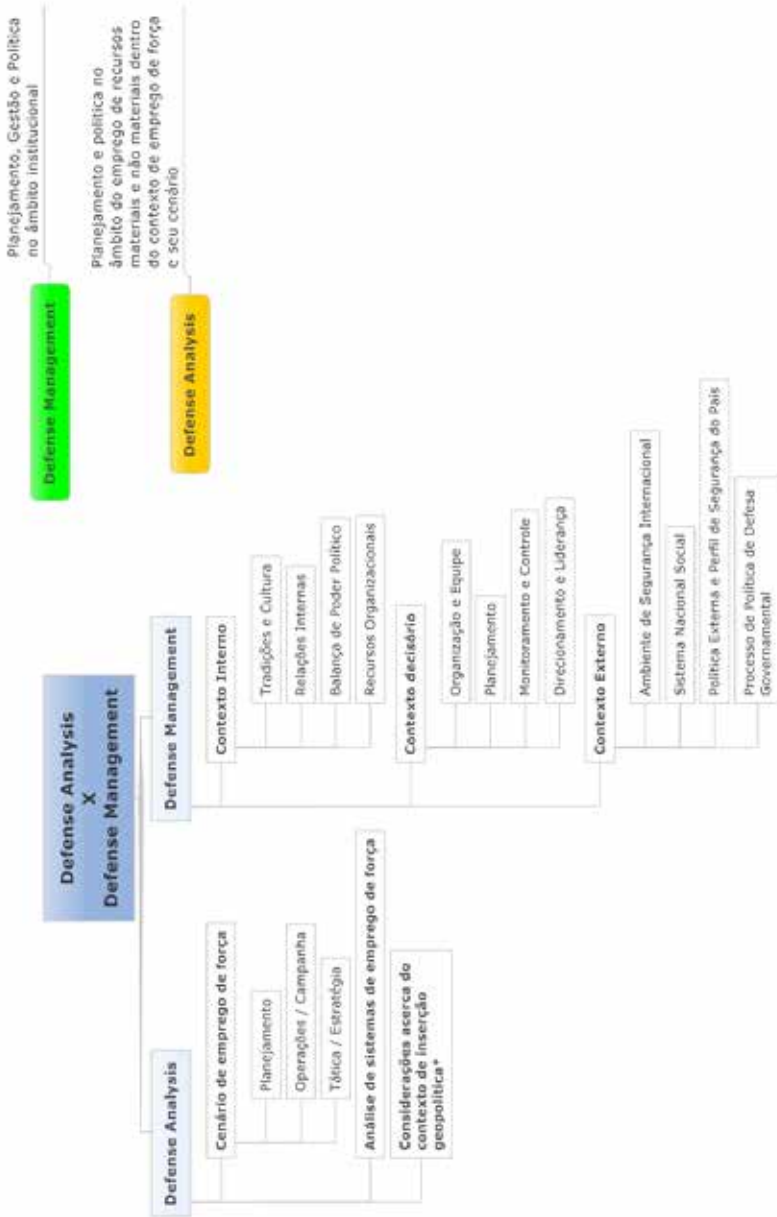 Defense Analysis
X
Defense Management
Defense Analysis
Cenário de emprego de força
Planejamento
Operações / Campanha
Tática / Estratégia
Análise de sistemas de emprego de força
Considerações acerca do
contexto de inserção
geopolítica*
Defense Management
Contexto Interno
Tradições e Cultura
Relações Internas
Balança de Poder Político
Recursos Organizacionais
Contexto decisório
Organização e Equipe
Planejamento
Monitoramento e Controle
Direcionamento e Liderança
Contexto Externo
Ambiente de Segurança Internacional
Sistema Nacional Social
Política Externa e Perfil de Segurança do País
Processo de Política de Defesa
Governamental
Defense Management
Planejamento, Gestão e Política
no âmbito institucional
Defense Analysis
Planejamento e política no
âmbito do emprego de recursos
materiais e não materiais dentro
do contexto de emprego de força
e seu cenário